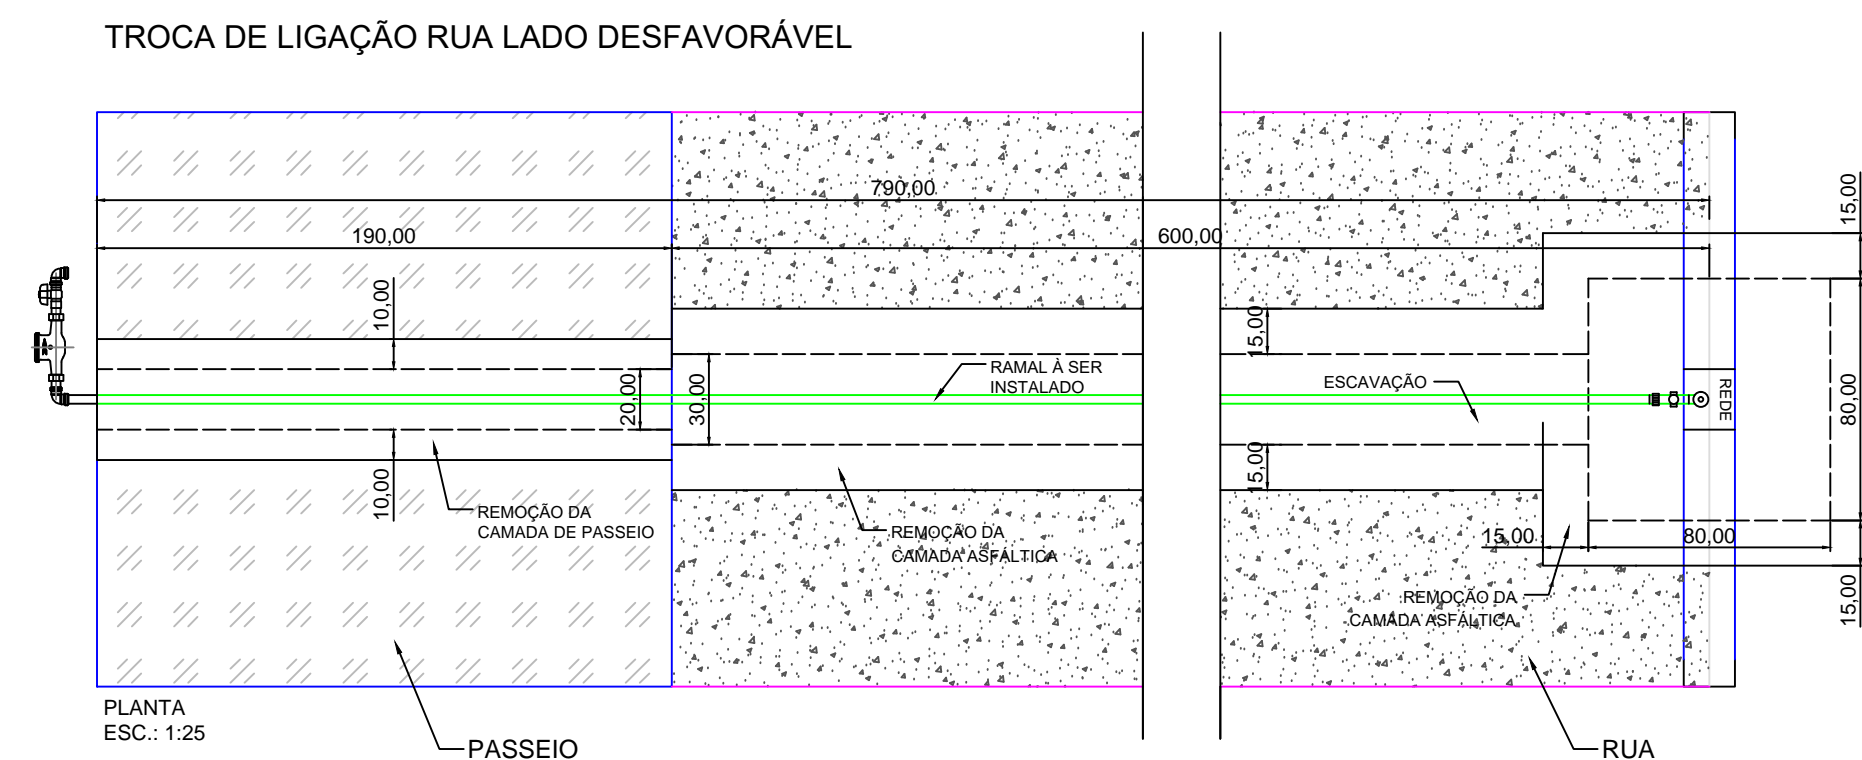 TROCA DE LIGAÇÃO RUA LADO DESFAVORÁVEL
790,00
190,00
600,00
15,00
10,00
15,00
20,00
30,00
RAMAL À SER
INSTALADO
ESCAVAÇÃO
REDE
80,00
10,00
15,00
REMOÇÃO DA
CAMADA DE PASSEIO
REMOÇÃO DA
CAMADA ASFÁLTICA
15,00
80,00
REMOÇÃO DA
CAMADA ASFÁLTICA
15,00
PLANTA
ESC.: 1:25
PASSEIO
RUA